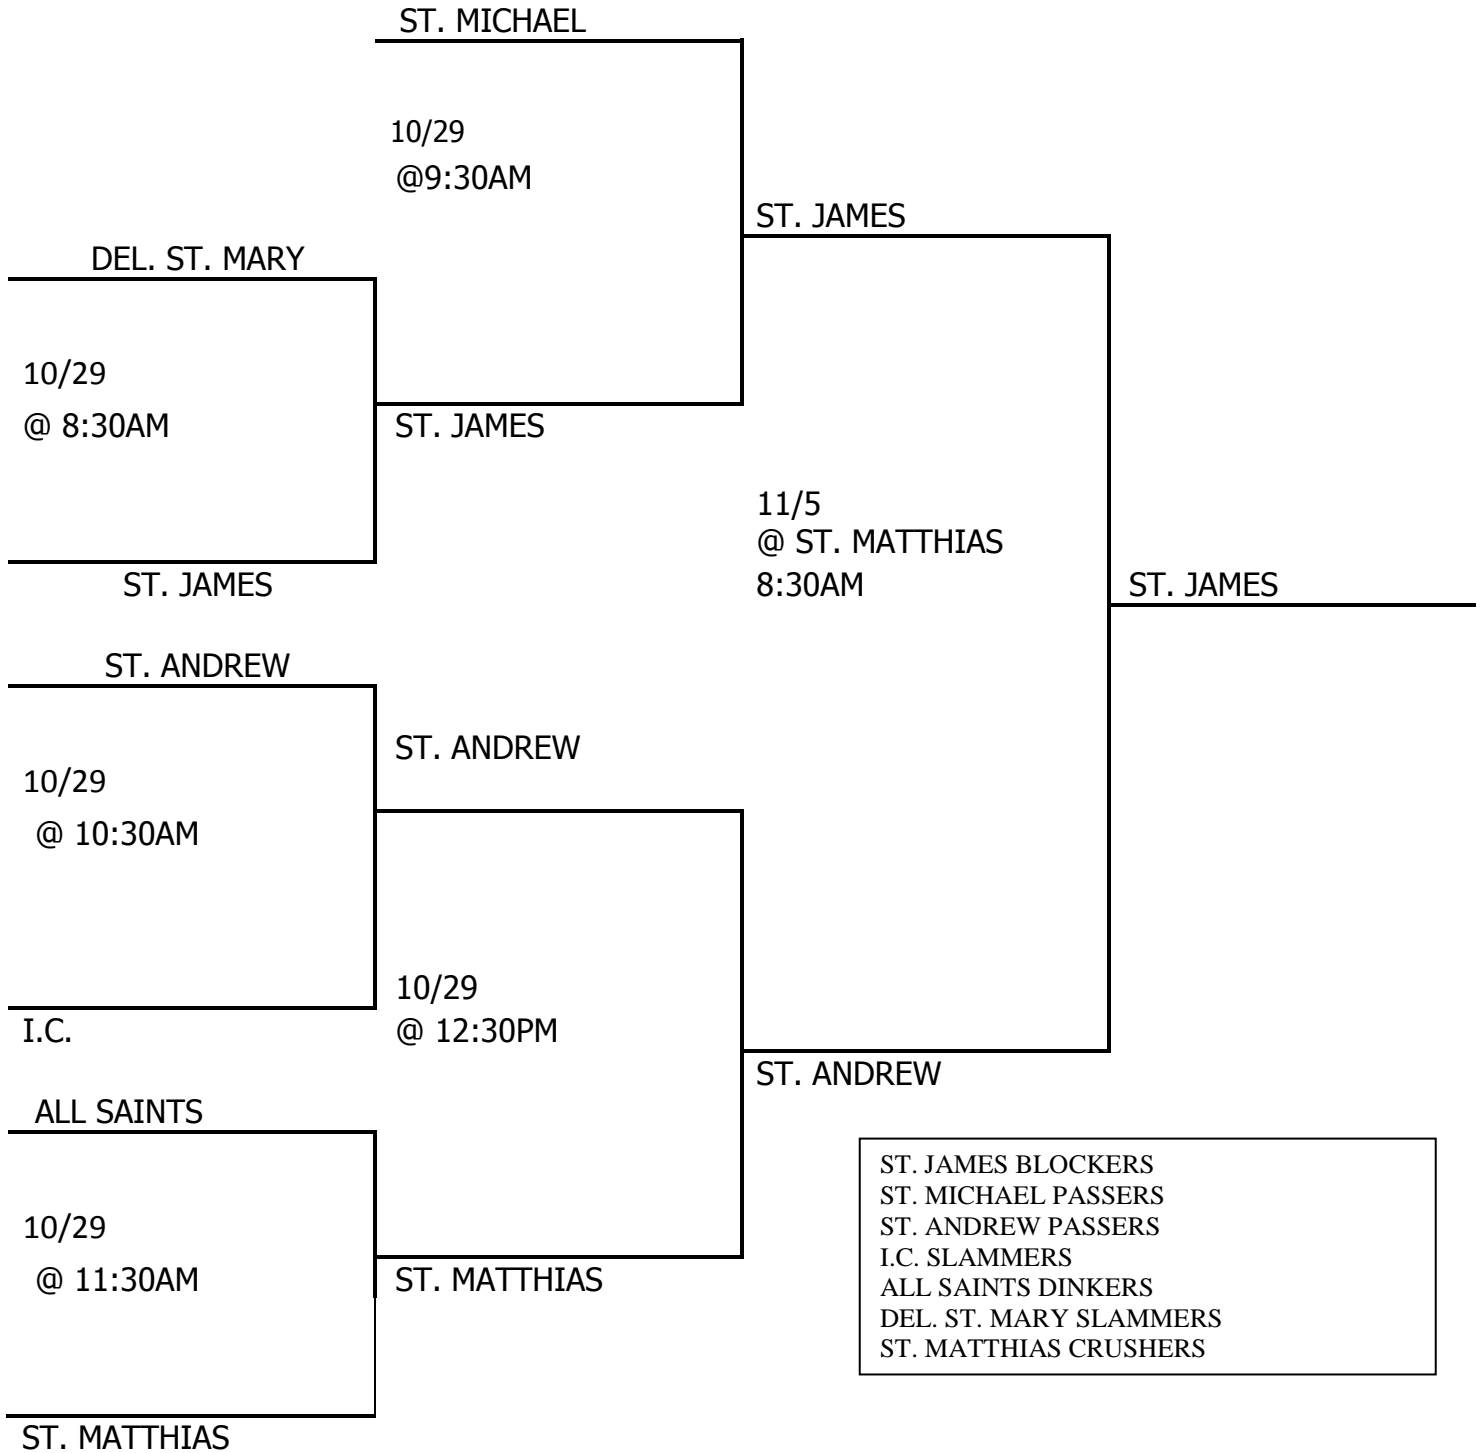 ST. MICHAEL
10/29
@9:30AM
ST. JAMES
DEL. ST. MARY
10/29
@ 8:30AM
ST. JAMES
ST. JAMES
11/5
@ ST. MATTHIAS
8:30AM
ST. JAMES
ST. ANDREW
ST. ANDREW
10/29
@ 10:30AM
10/29
@ 12:30PM
I.C.
ST. ANDREW
ALL SAINTS
10/29
@ 11:30AM
ST. MATTHIAS
ST. MATTHIAS
ST. JAMES BLOCKERS
ST. MICHAEL PASSERS
ST. ANDREW PASSERS
I.C. SLAMMERS
ALL SAINTS DINKERS
DEL. ST. MARY SLAMMERS
ST. MATTHIAS CRUSHERS